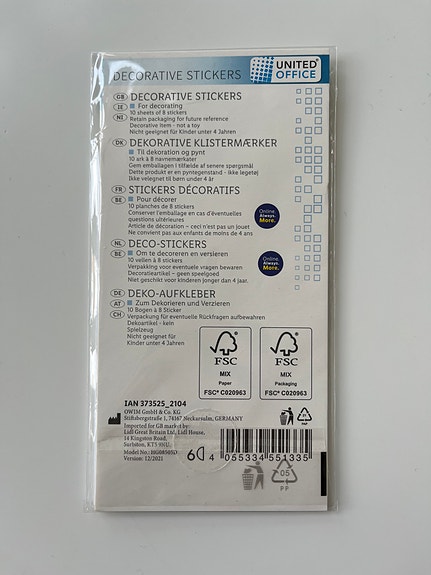 DECORATIVE STICKERS
UNITED
OFFICE
GB DECORATIVE STICKERS
IE For decorating
NI 10 sheets of 8 stickers
Retain packaging for future reference
Decorative item - not a toy
Nicht geeignet für Kinder unter 4 Jahren
DK DEKORATIVE KLISTERMÆRKER
Til dekoration og pynt
10 ark à 8 navnemærkater
Gem emballagen i tilfælde af senere spørgsmål
Dette produkt er en pyntegenstand - ikke legetøj
Ikke velegnet til børn under 4 år
FR STICKERS DÉCORATIFS
BE Pour décorer
10 planches de 8 stickers
Conserver l'emballage en cas d'éventuelles
questions ultérieures
Article de décoration – ceci n'est pas un jouet
Ne convient pas aux enfants de moins de 4 ans
Online.
Always.
More.
NL DECO-STICKERS
BE Om te decoreren en versieren
10 vellen à 8 stickers
Verpakking voor eventuele vragen bewaren
Decoratieartikel – geen speelgoed
Niet geschikt voor kinderen jonger dan 4 jaar.
Online.
Always.
More.
DE DEKO-AUFKLEBER
AT Zum Dekorieren und Verzieren
10 Bogen à 8 Sticker
CH Verpackung für eventuelle Rückfragen aufbewahren
Dekoartikel - kein
Spielzeug
Nicht geeignet für
Kinder unter 4 Jahren
FSC
MIX
Paper
FSC® C020963
FSC
MIX
Packaging
FSC® C020963
IAN 373525_2104
OWIM GmbH & Co. KG
Stiftsbergstraße 1, 74167 Neckarsulm, GERMANY
Imported for GB market by:
Lidl Great Britain Ltd, Lidl House,
14 Kingston Road,
Surbiton, KT5 9NU
Model No.: HG08505D
Version: 12/2021
4 055334 551335
05
PP